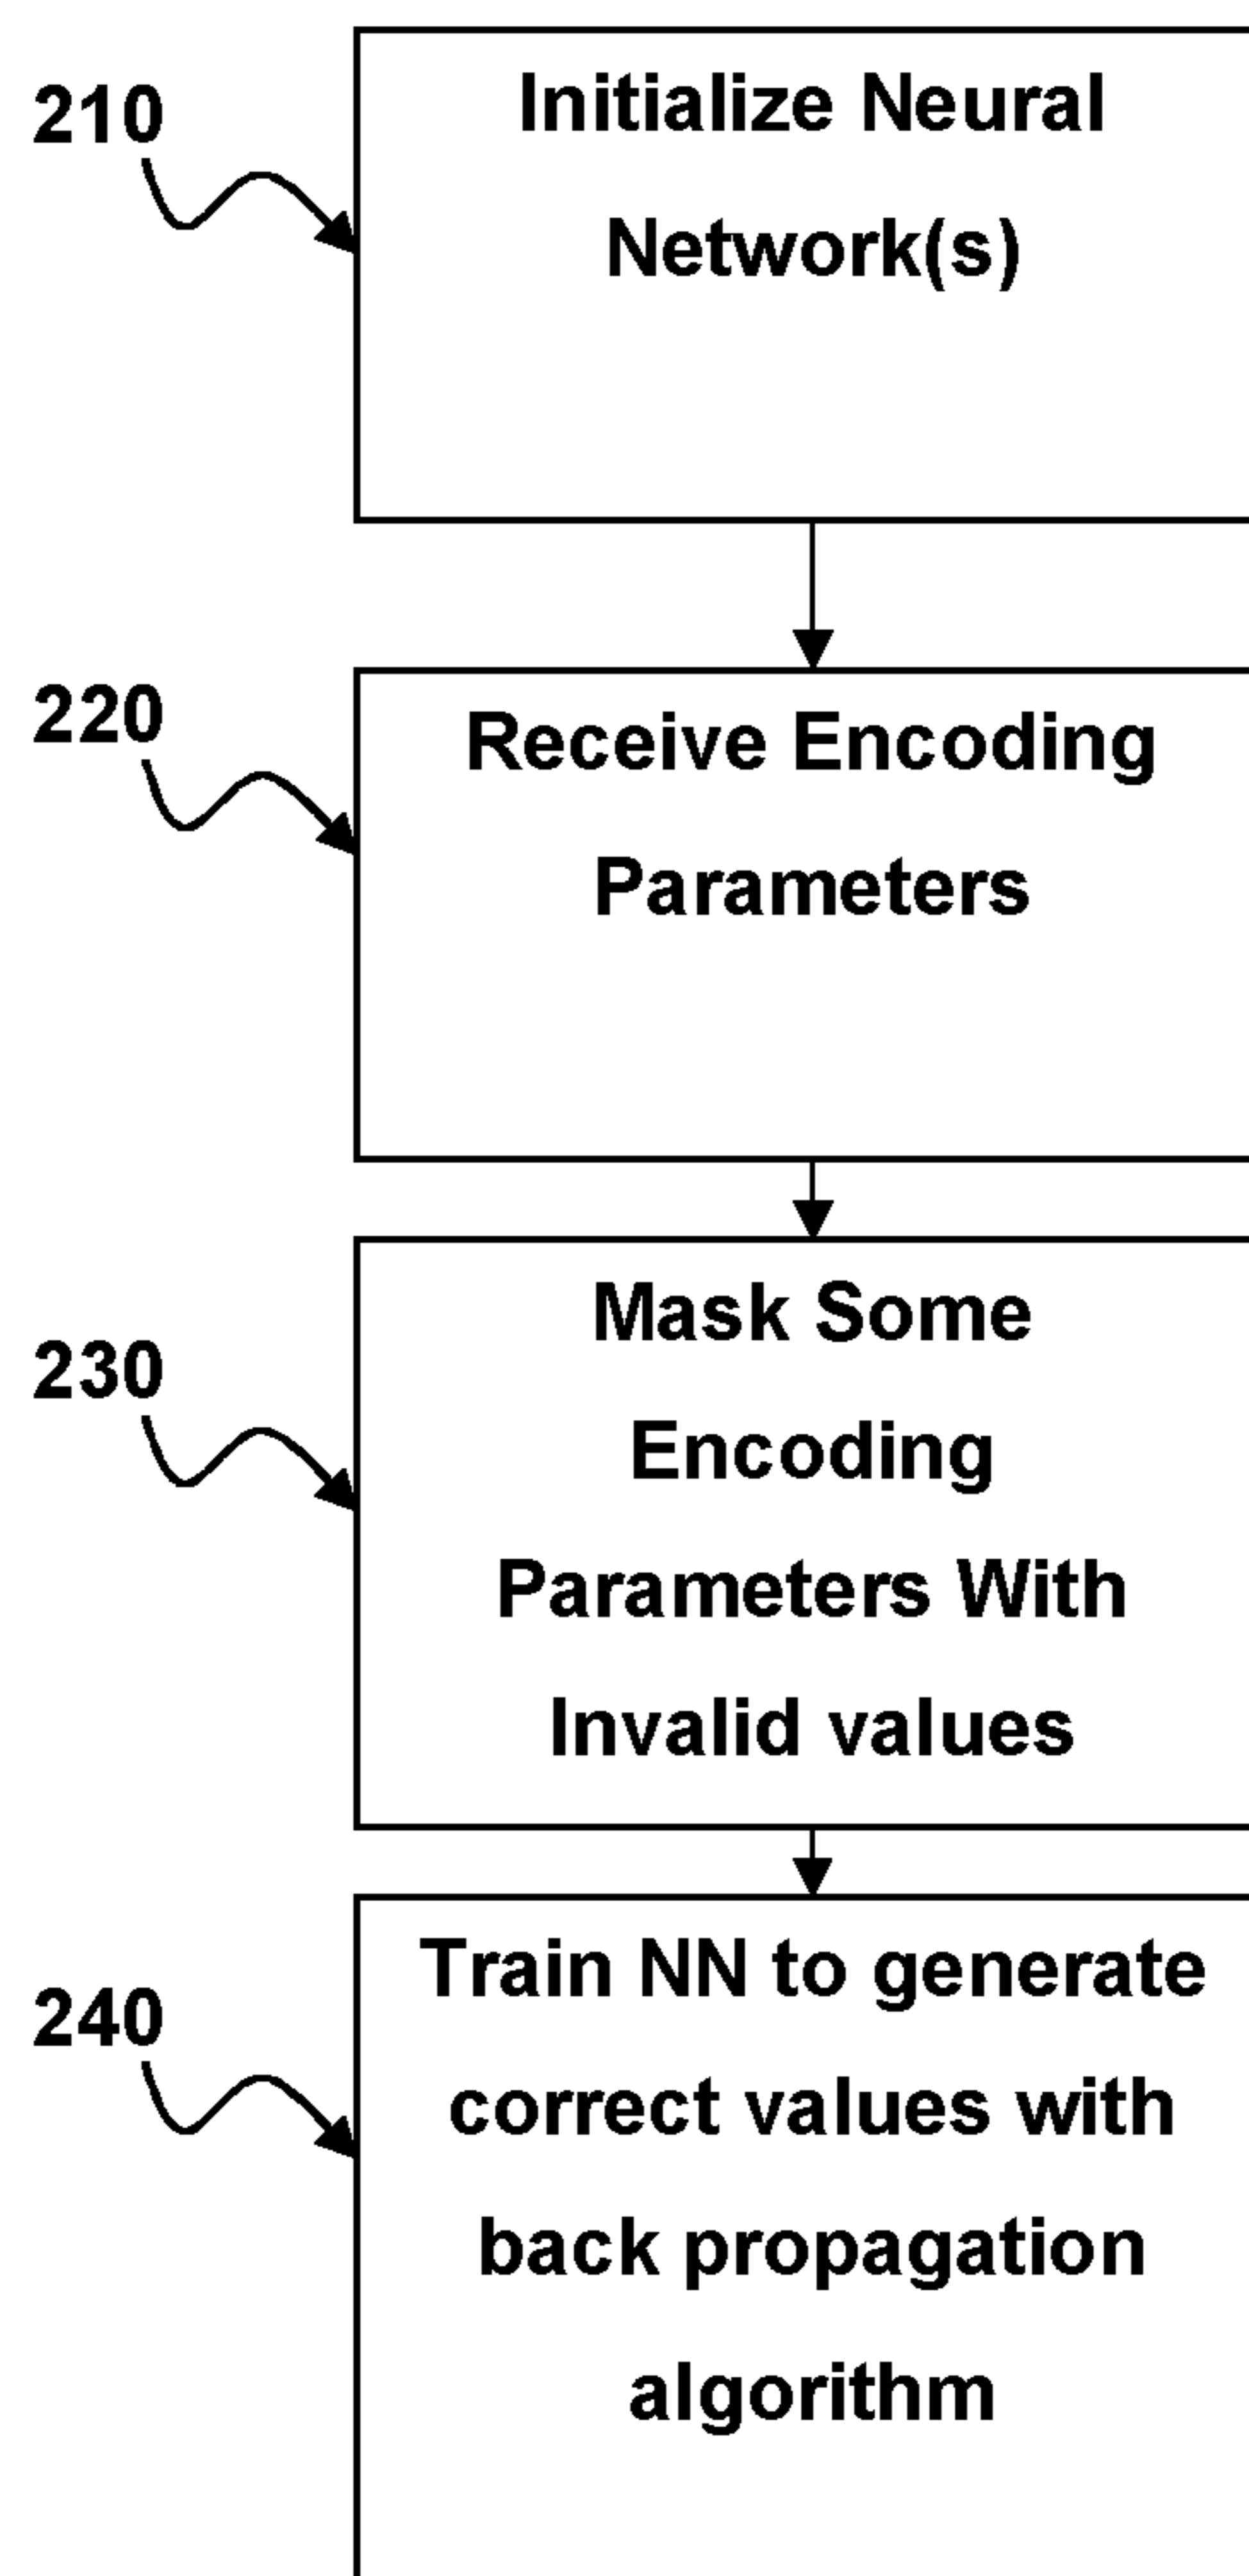 210
Initialize Neural
Network(s)
220
Receive Encoding
Parameters
230
Mask Some
Encoding
Parameters With
Invalid values
240
Train NN to generate
correct values with
back propagation
algorithm